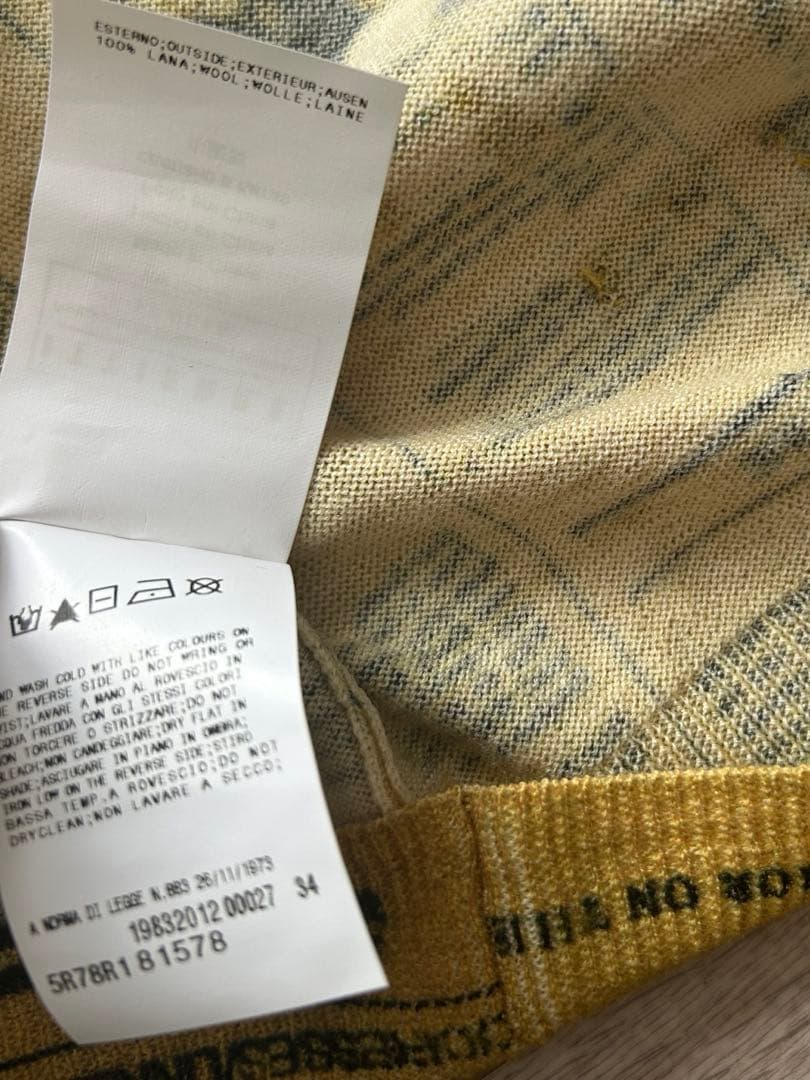 ESTERNO;OUTSIDE;EXTERIEUR;AUSEN
100% LANA;WOOL;WOLLE;LAINE
ND WASH COLD WITH LIKE COLOURS ON
E REVERSE SIDE DO NOT WRING OR
IST;LAVARE A MANO AL ROVESCIO IN
CQUA FREDDA CON GLI STESSI COLORI
ON TORCERE O STRIZZARE;DO NOT
LEACH;NON CANDEGGIARE;DRY FLAT IN
SHADE;ASCIUGARE IN PIANO IN OMBRA;
IRON LOW ON THE REVERSE SIDE;STIRO
BASSA TEMP.A ROVESCIO;DO NOT
DRYCLEAN;NON LAVARE A SECCO;
A NORMA DI LEGGE N.883 26/11/1973
19832012 00027 34
5R78R1 81578